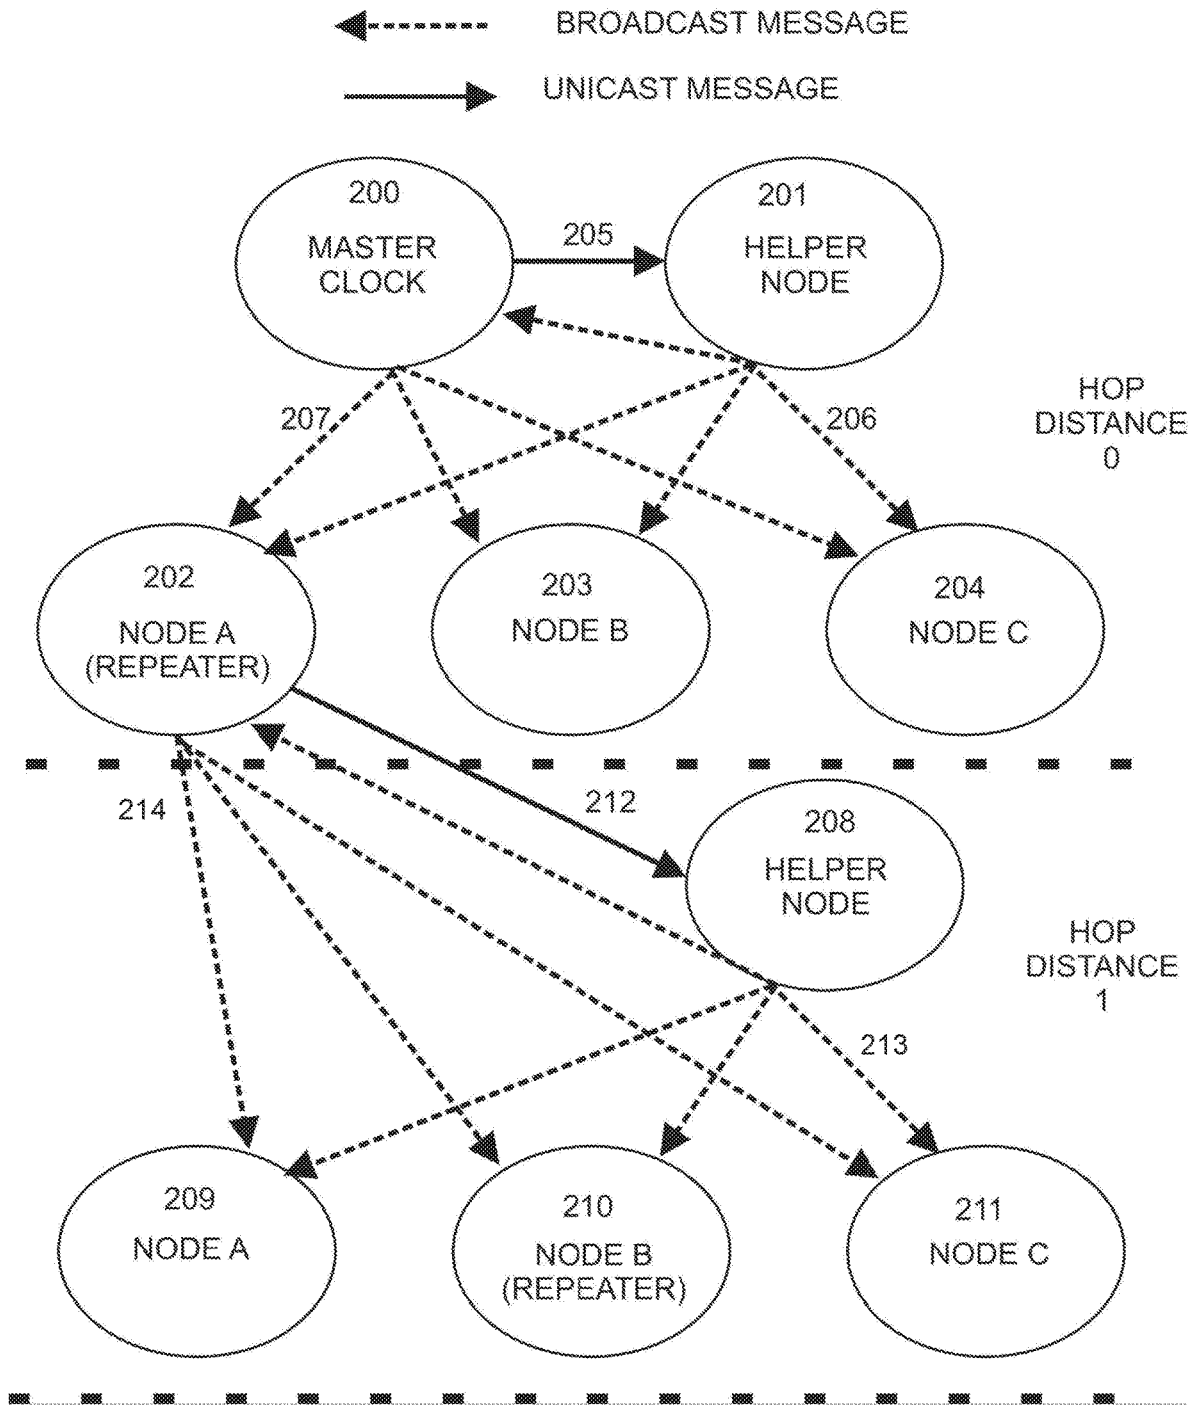 BROADCAST MESSAGE
UNICAST MESSAGE
200
MASTER
CLOCK
205
201
HELPER
NODE
207
206
HOP
DISTANCE
0
202
NODE A
(REPEATER)
203
NODE B
204
NODE C
214
212
208
HELPER
NODE
HOP
DISTANCE
1
213
209
NODE A
210
NODE B
(REPEATER)
211
NODE C